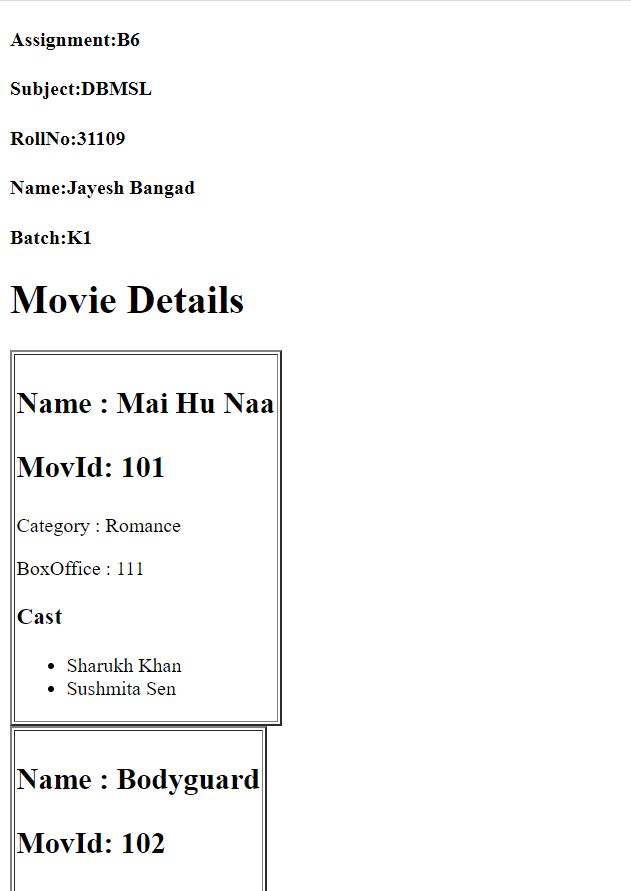 Assignment:B6
Subject:DBMSL
RollNo:31109
Name:Jayesh Bangad
Batch:K1
Movie Details
Name : Mai Hu Naa
MovId: 101
Category : Romance
BoxOffice : 111
Cast
• Sharukh Khan
• Sushmita Sen
Name : Bodyguard
MovId: 102